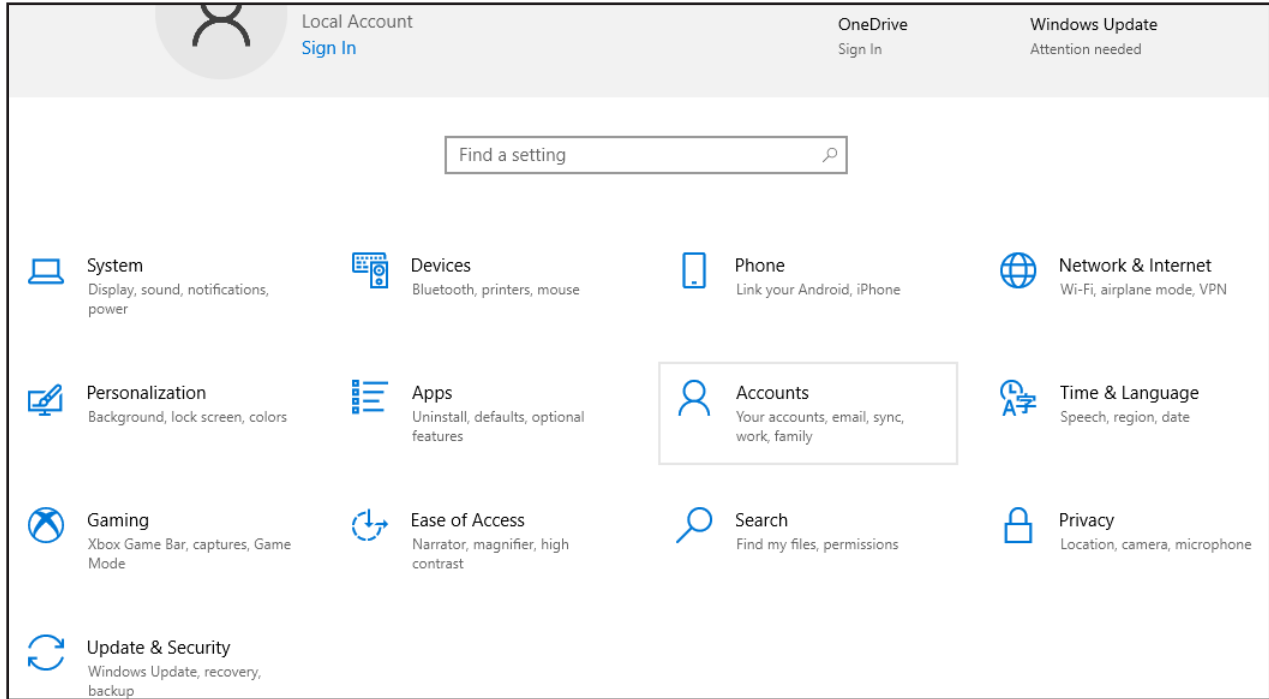 Local Account
Sign In
OneDrive
Sign In
Windows Update
Attention needed
Find a setting
System
Display, sound, notifications,
power
Devices
Bluetooth, printers, mouse
Phone
Link your Android, iPhone
Network & Internet
Wi-Fi, airplane mode, VPN
Personalization
Background, lock screen, colors
Apps
Uninstall, defaults, optional
features
Accounts
Your accounts, email, sync,
work, family
Time & Language
Speech, region, date
Gaming
Xbox Game Bar, captures, Game
Mode
Ease of Access
Narrator, magnifier, high
contrast
Search
Find my files, permissions
Privacy
Location, camera, microphone
Update & Security
Windows Update, recovery,
backup